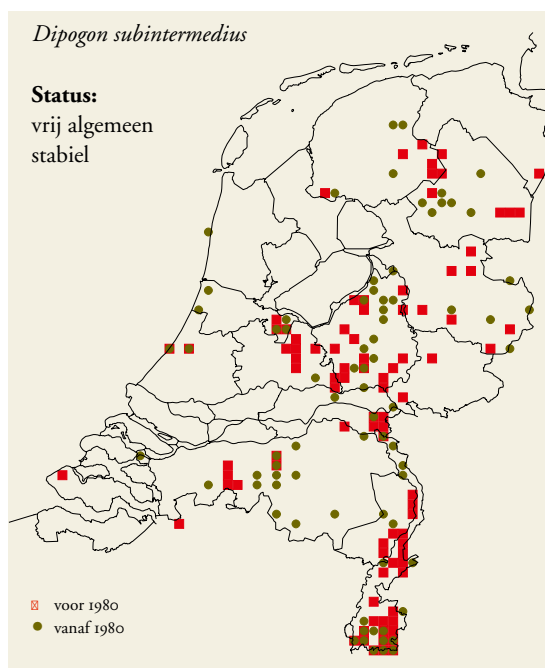 Dipogon subintermedius
Status:
vrij algemeen
stabiel
voor 1980
vanaf 1980